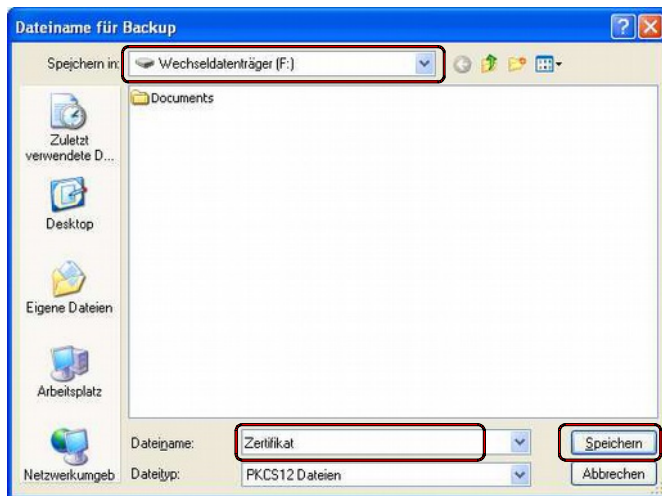 Dateiname für Backup
Speichern in: Wechseldatenträger (F:)
Documents
Zuletzt
verwendete D...
Desktop
Eigene Dateien
Arbeitsplatz
Netzwerkumgeb
Dateiname: Zertifikat Speichern
Dateityp: PKCS12 Dateien Abbrechen